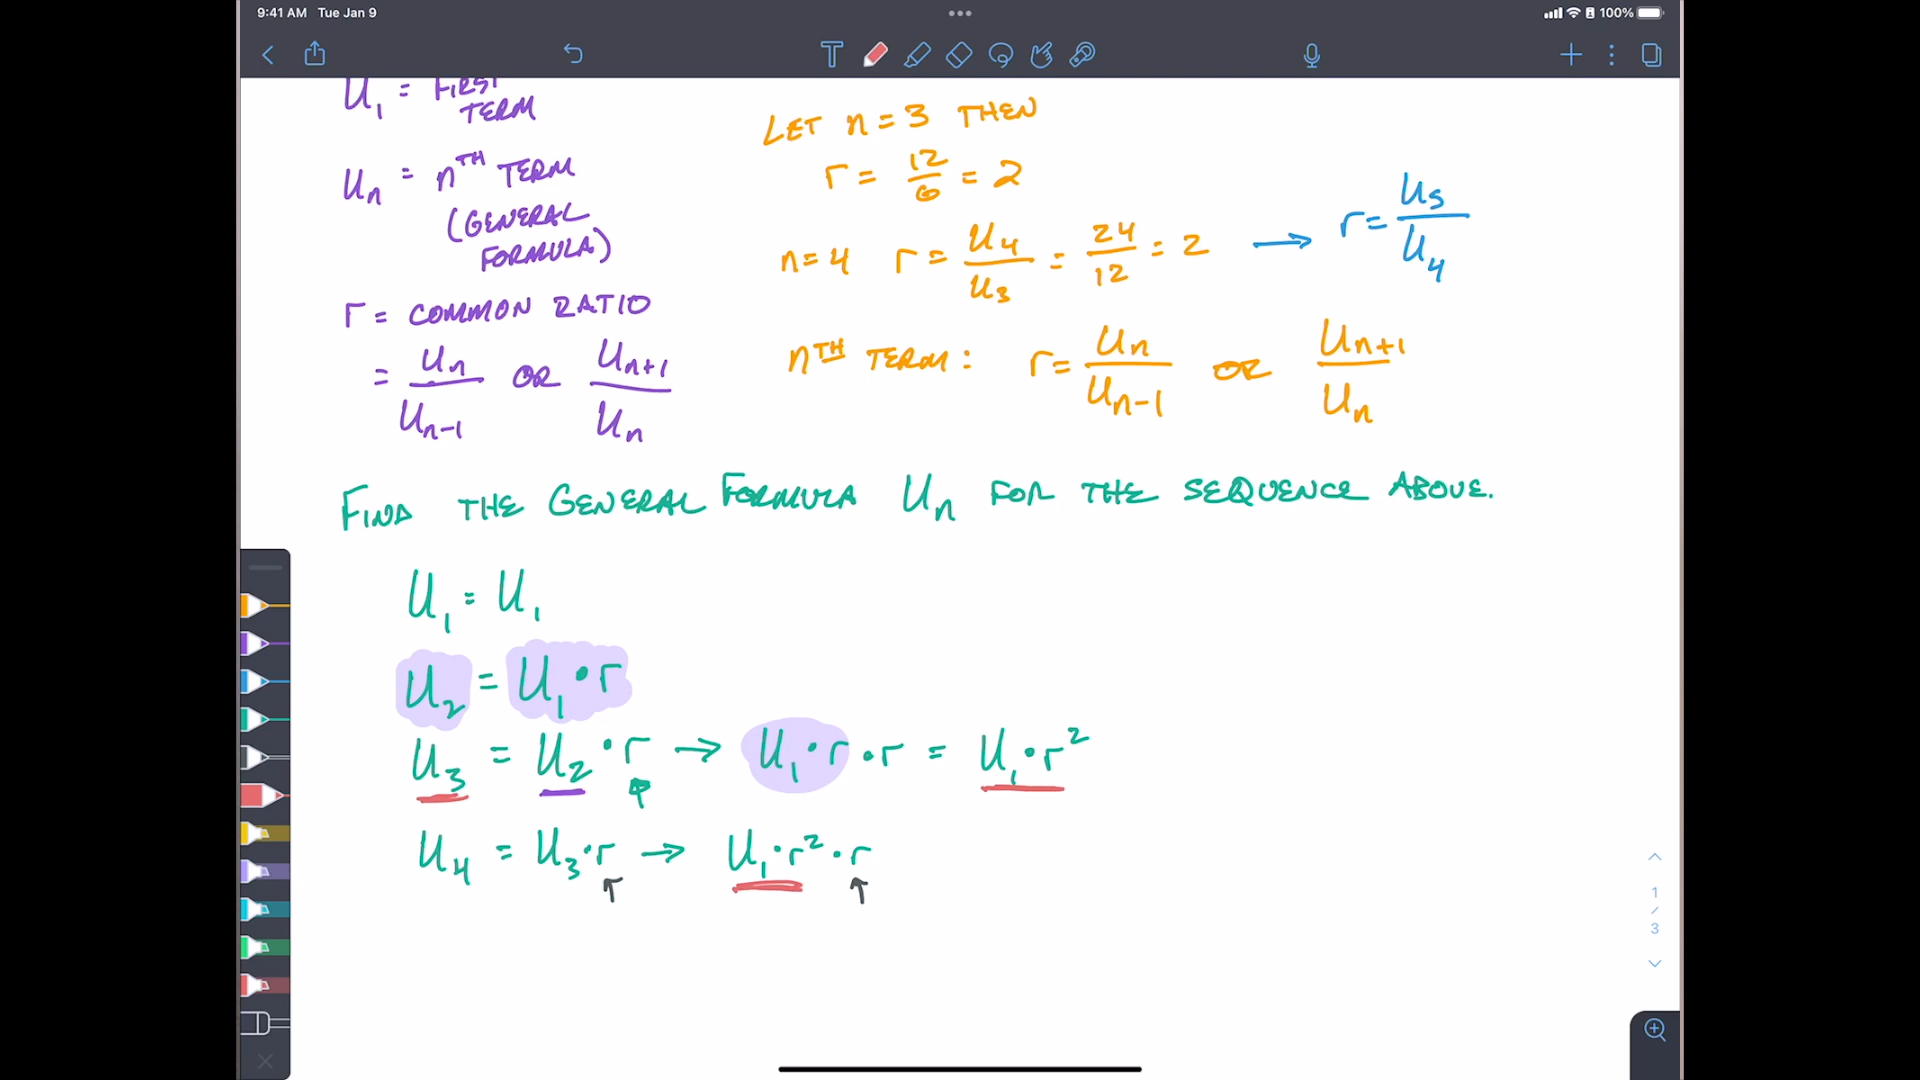 9:41 AM Tue Jan 9
100%
U₁ = FIRST
TERM
Uₙ = nᵀᴴ TERM
(GENERAL
FORMULA)
r = COMMON RATIO
= Uₙ/Uₙ₋₁ OR Uₙ₊₁/Uₙ
LET n = 3 THEN
r = 12/6 = 2
n = 4 r = U₄/U₃ = 24/12 = 2 → r = U₅/U₄
nᵀᴴ TERM: r = Uₙ/Uₙ₋₁ OR Uₙ₊₁/Uₙ
FIND THE GENERAL FORMULA Uₙ FOR THE SEQUENCE ABOVE.
U₁ = U₁
U₂ = U₁ • r
U₃ = U₂ • r → U₁ • r • r = U₁ • r²
U₄ = U₃ • r → U₁ • r² • r
1
/
3